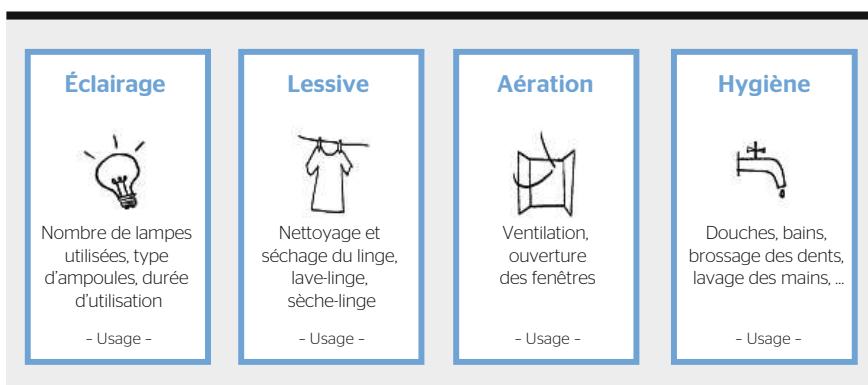 Éclairage
Nombre de lampes
utilisées, type
d'ampoules, durée
d'utilisation
- Usage -
Lessive
Nettoyage et
séchage du linge,
lave-linge,
sèche-linge
- Usage -
Aération
Ventilation,
ouverture
des fenêtres
- Usage -
Hygiène
Douches, bains,
brossage des dents,
lavage des mains, ...
- Usage -